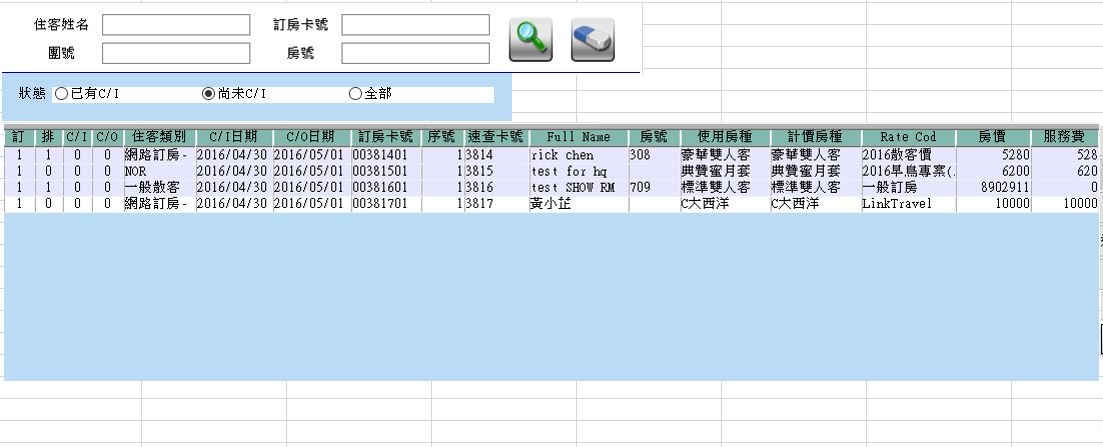 住客姓名 訂房卡號
團號 房號
狀態 已有C/I 尚未C/I 全部
訂 排 C/I C/O 住客類別 C/I日期 C/O日期 訂房卡號 序號 速查卡號 Full Name 房號 使用房種 計價房種 Rate Cod 房價 服務費
1 1 0 0 網路訂房- 2016/04/30 2016/05/01 00381401 1 3814 rick chen 308 豪華雙人客 豪華雙人客 2016散客價 5280 528
1 0 0 0 NOR 2016/04/30 2016/05/01 00381501 1 3815 test for hq 典贊蜜月套 典贊蜜月套 2016早鳥專案(. 6200 620
1 1 0 0 一般散客 2016/04/30 2016/05/01 00381601 1 3816 test SHOW RM 709 標準雙人客 標準雙人客 一般訂房 8902911 0
1 0 0 0 網路訂房- 2016/04/30 2016/05/01 00381701 1 3817 黃小芷 C大西洋 C大西洋 LinkTravel 10000 10000